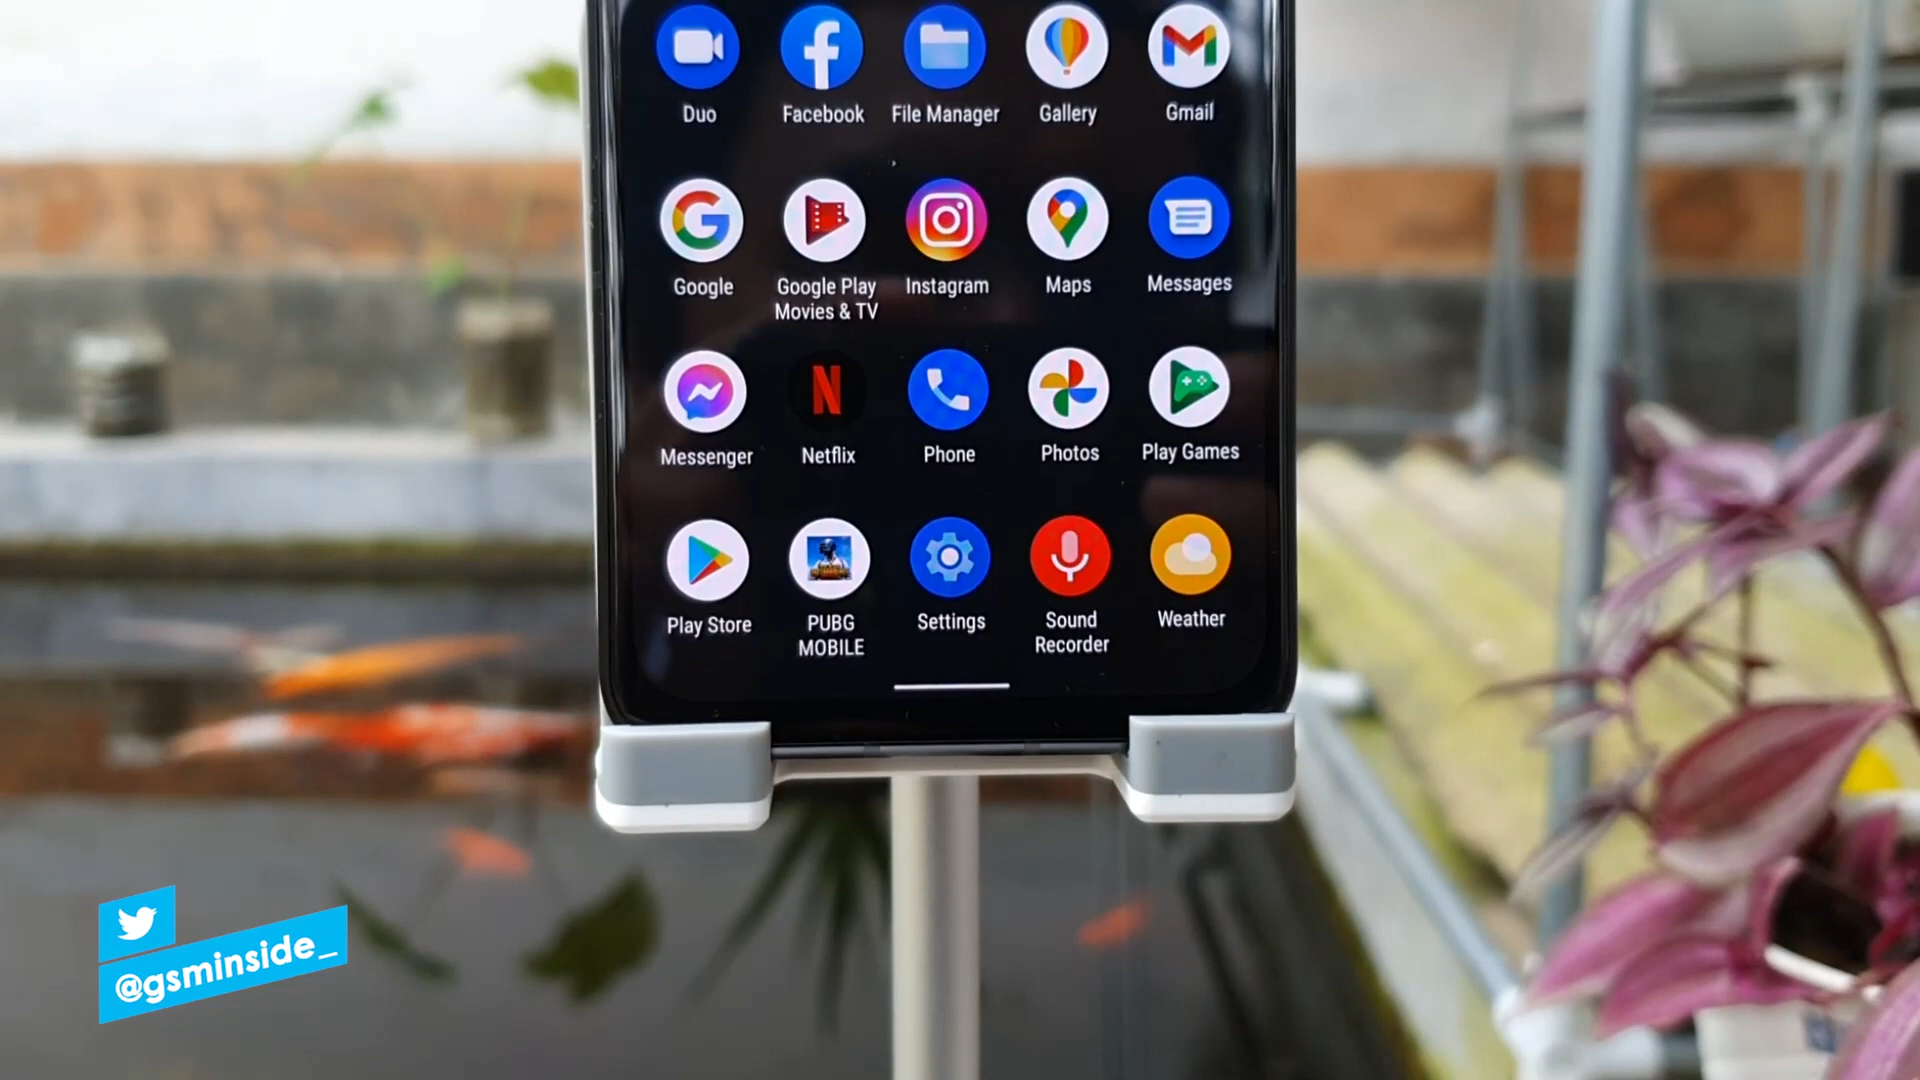 Duo
Facebook
File Manager
Gallery
Gmail
Google
Google Play
Movies & TV
Instagram
Maps
Messages
Messenger
Netflix
Phone
Photos
Play Games
Play Store
PUBG
MOBILE
Settings
Sound
Recorder
Weather
@gsminside_